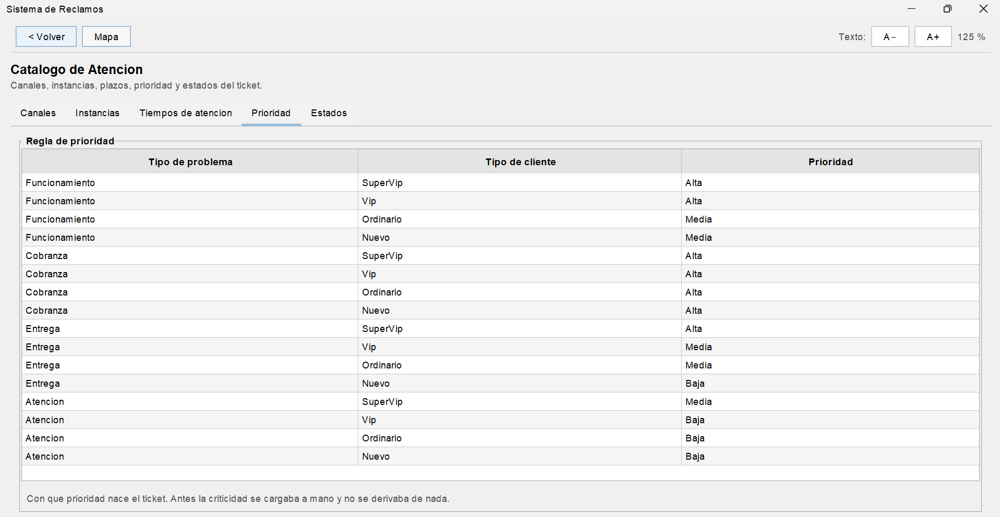 Sistema de Reclamos
< Volver Mapa Texto: A− A+ 125 %
Catalogo de Atencion
Canales, instancias, plazos, prioridad y estados del ticket.
Canales Instancias Tiempos de atencion Prioridad Estados
Regla de prioridad
Tipo de problema Tipo de cliente Prioridad
Funcionamiento SuperVip Alta
Funcionamiento Vip Alta
Funcionamiento Ordinario Media
Funcionamiento Nuevo Media
Cobranza SuperVip Alta
Cobranza Vip Alta
Cobranza Ordinario Alta
Cobranza Nuevo Alta
Entrega SuperVip Alta
Entrega Vip Media
Entrega Ordinario Media
Entrega Nuevo Baja
Atencion SuperVip Media
Atencion Vip Baja
Atencion Ordinario Baja
Atencion Nuevo Baja
Con que prioridad nace el ticket. Antes la criticidad se cargaba a mano y no se derivaba de nada.